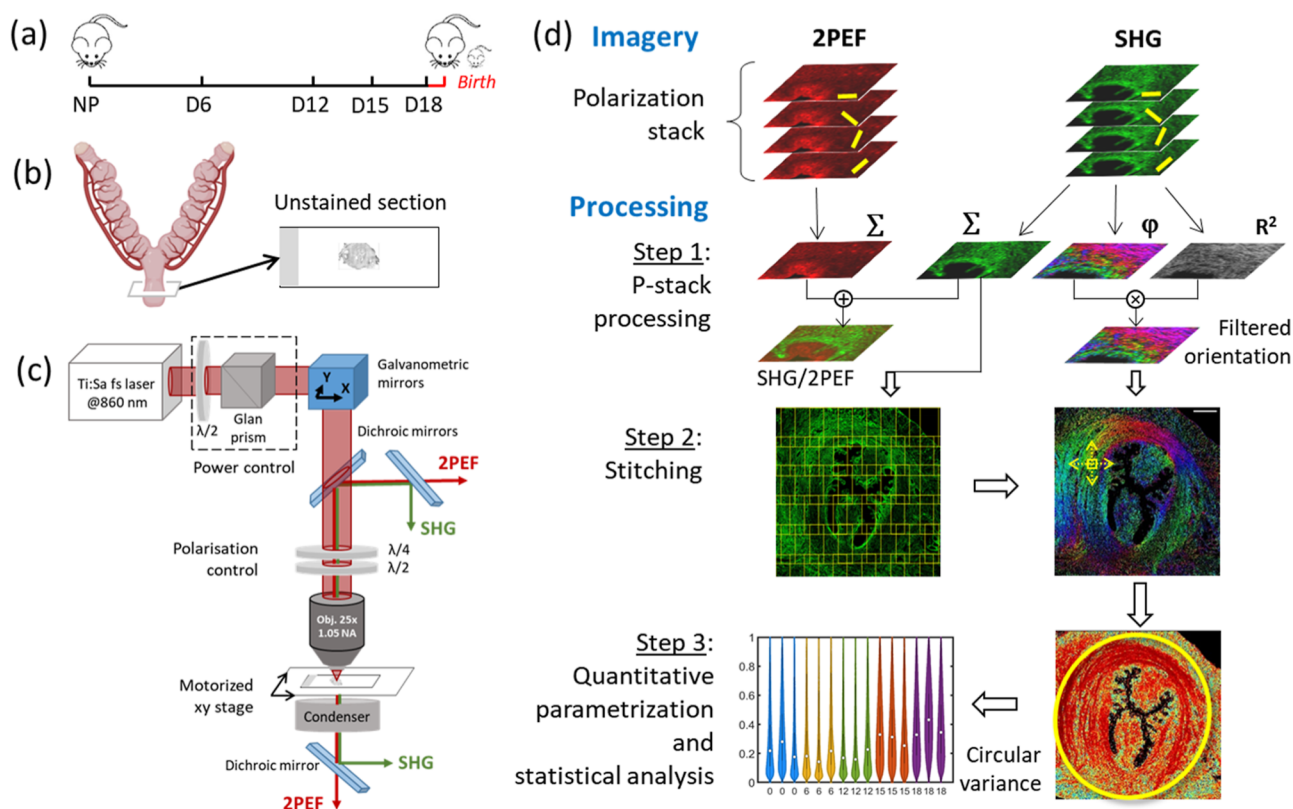 (a)
NP
D6
D12
D15
D18
Birth
(b)
Unstained section
(c)
Ti:Sa fs laser
@860 nm
λ/2
Glan
prism
Power control
Y
X
Galvanometric
mirrors
Dichroic mirrors
2PEF
SHG
Polarisation
control
λ/4
λ/2
Obj. 25x
1.05 NA
Motorized
xy stage
Condenser
Dichroic mirror
SHG
2PEF
(d)
Imagery
2PEF
SHG
Polarization
stack
Processing
Step 1:
P-stack
processing
Σ
Σ
φ
R²
+
×
SHG/2PEF
Filtered
orientation
Step 2:
Stitching
Step 3:
Quantitative
parametrization
and
statistical analysis
1
0.8
0.6
0.4
0.2
0
0 0 0 6 6 6 12 12 12 15 15 15 18 18 18
Circular
variance